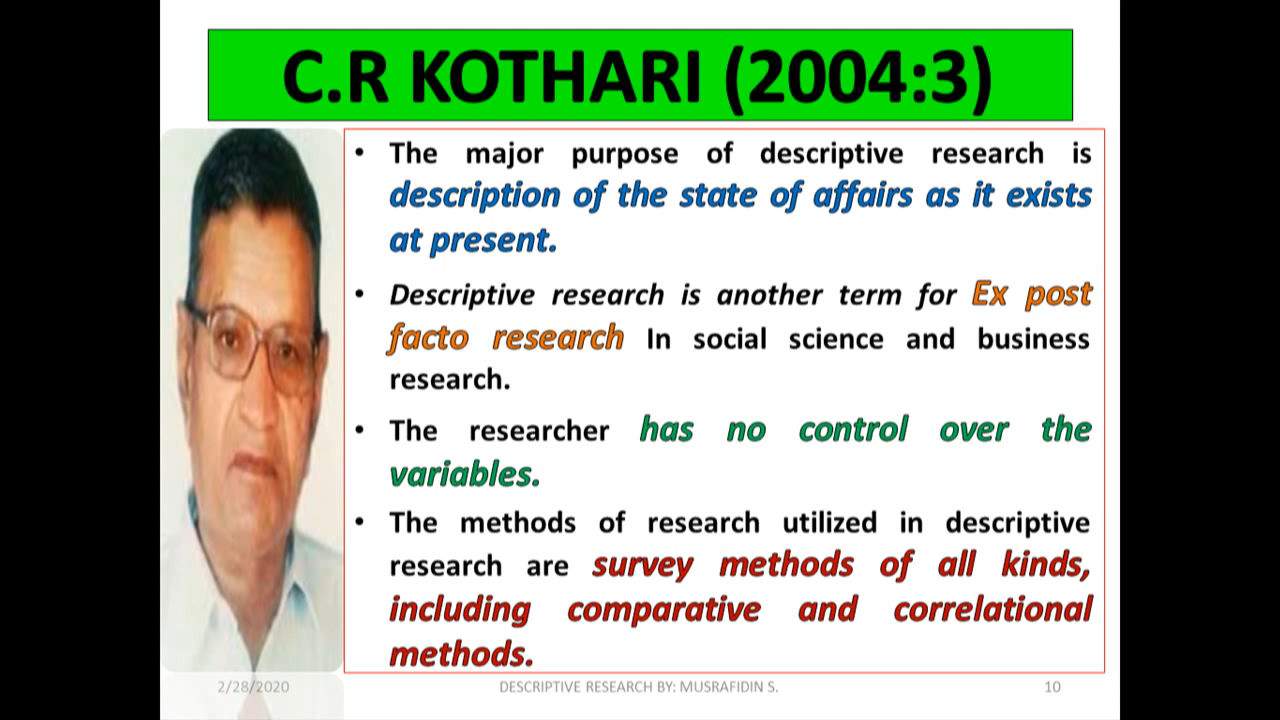 C.R KOTHARI (2004:3)
• The major purpose of descriptive research is
description of the state of affairs as it exists
at present.
• Descriptive research is another term for Ex post
facto research In social science and business
research.
• The researcher has no control over the
variables.
• The methods of research utilized in descriptive
research are survey methods of all kinds,
including comparative and correlational
methods.
2/28/2020 DESCRIPTIVE RESEARCH BY: MUSRAFIDIN S. 10